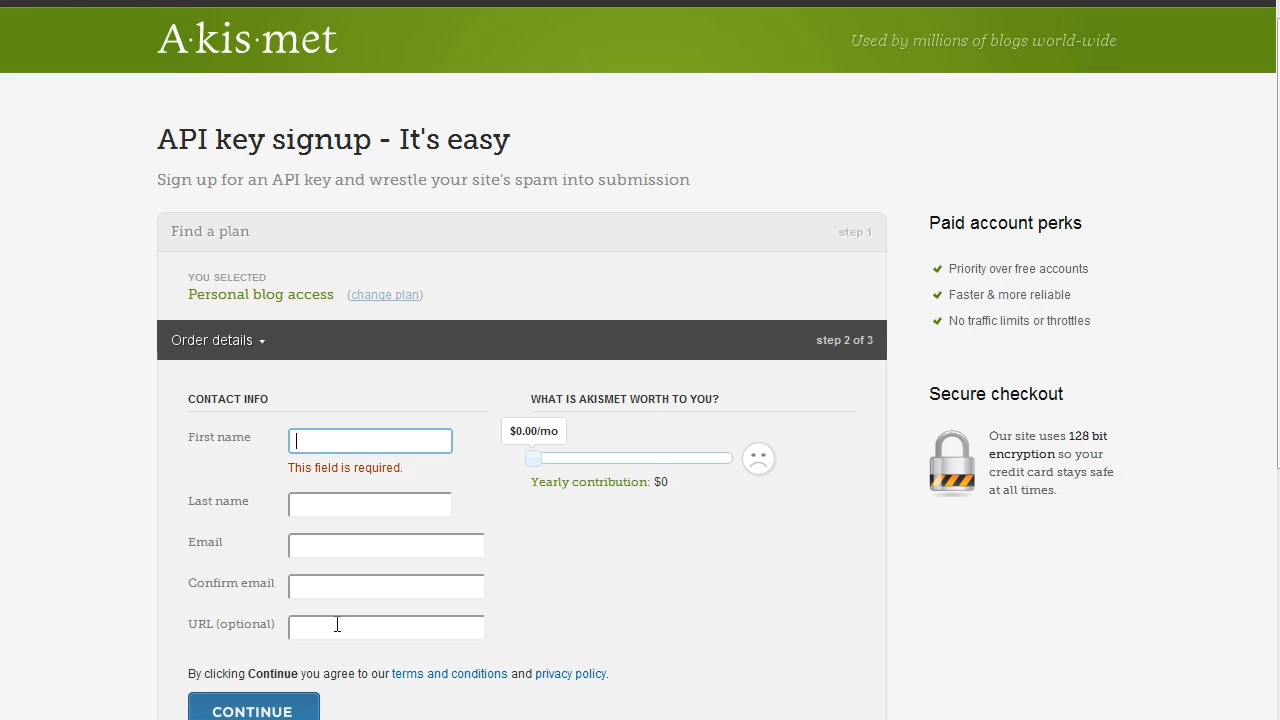 A·kis·met
Used by millions of blogs world-wide
API key signup - It's easy
Sign up for an API key and wrestle your site's spam into submission
Find a plan
step 1
YOU SELECTED
Personal blog access (change plan)
Order details
step 2 of 3
CONTACT INFO
First name
This field is required.
Last name
Email
Confirm email
URL (optional)
WHAT IS AKISMET WORTH TO YOU?
$0.00/mo
Yearly contribution: $0
By clicking Continue you agree to our terms and conditions and privacy policy.
CONTINUE
Paid account perks
Priority over free accounts
Faster & more reliable
No traffic limits or throttles
Secure checkout
Our site uses 128 bit
encryption so your
credit card stays safe
at all times.